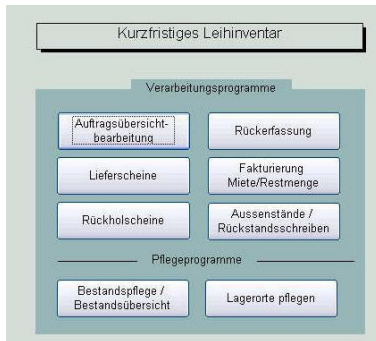 Kurzfristiges Leihinventar
Verarbeitungsprogramme
Auftragsübersicht-
bearbeitung
Rückerfassung
Lieferscheine
Fakturierung
Miete/Restmenge
Rückholscheine
Aussenstände /
Rückstandsschreiben
Pflegeprogramme
Bestandspflege /
Bestandsübersicht
Lagerorte pflegen